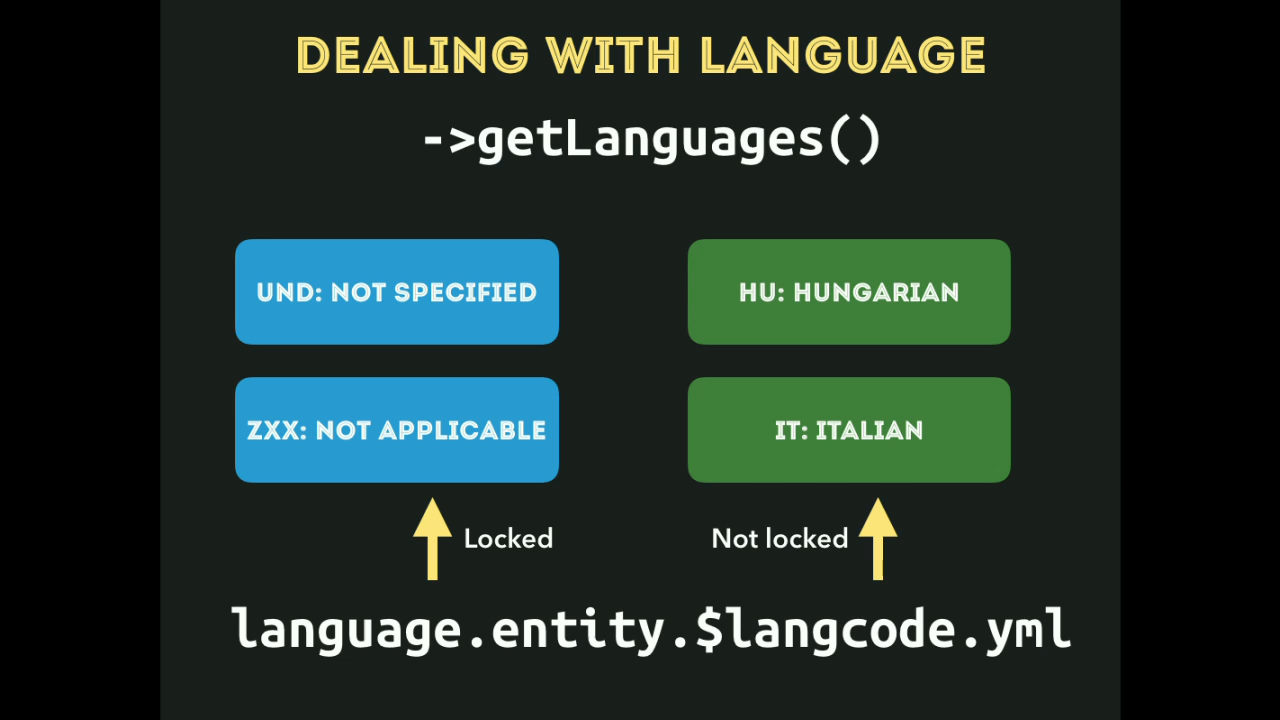 DEALING WITH LANGUAGE
->getLanguages()
UND: NOT SPECIFIED
HU: HUNGARIAN
ZXX: NOT APPLICABLE
IT: ITALIAN
Locked
Not locked
language.entity.$langcode.yml